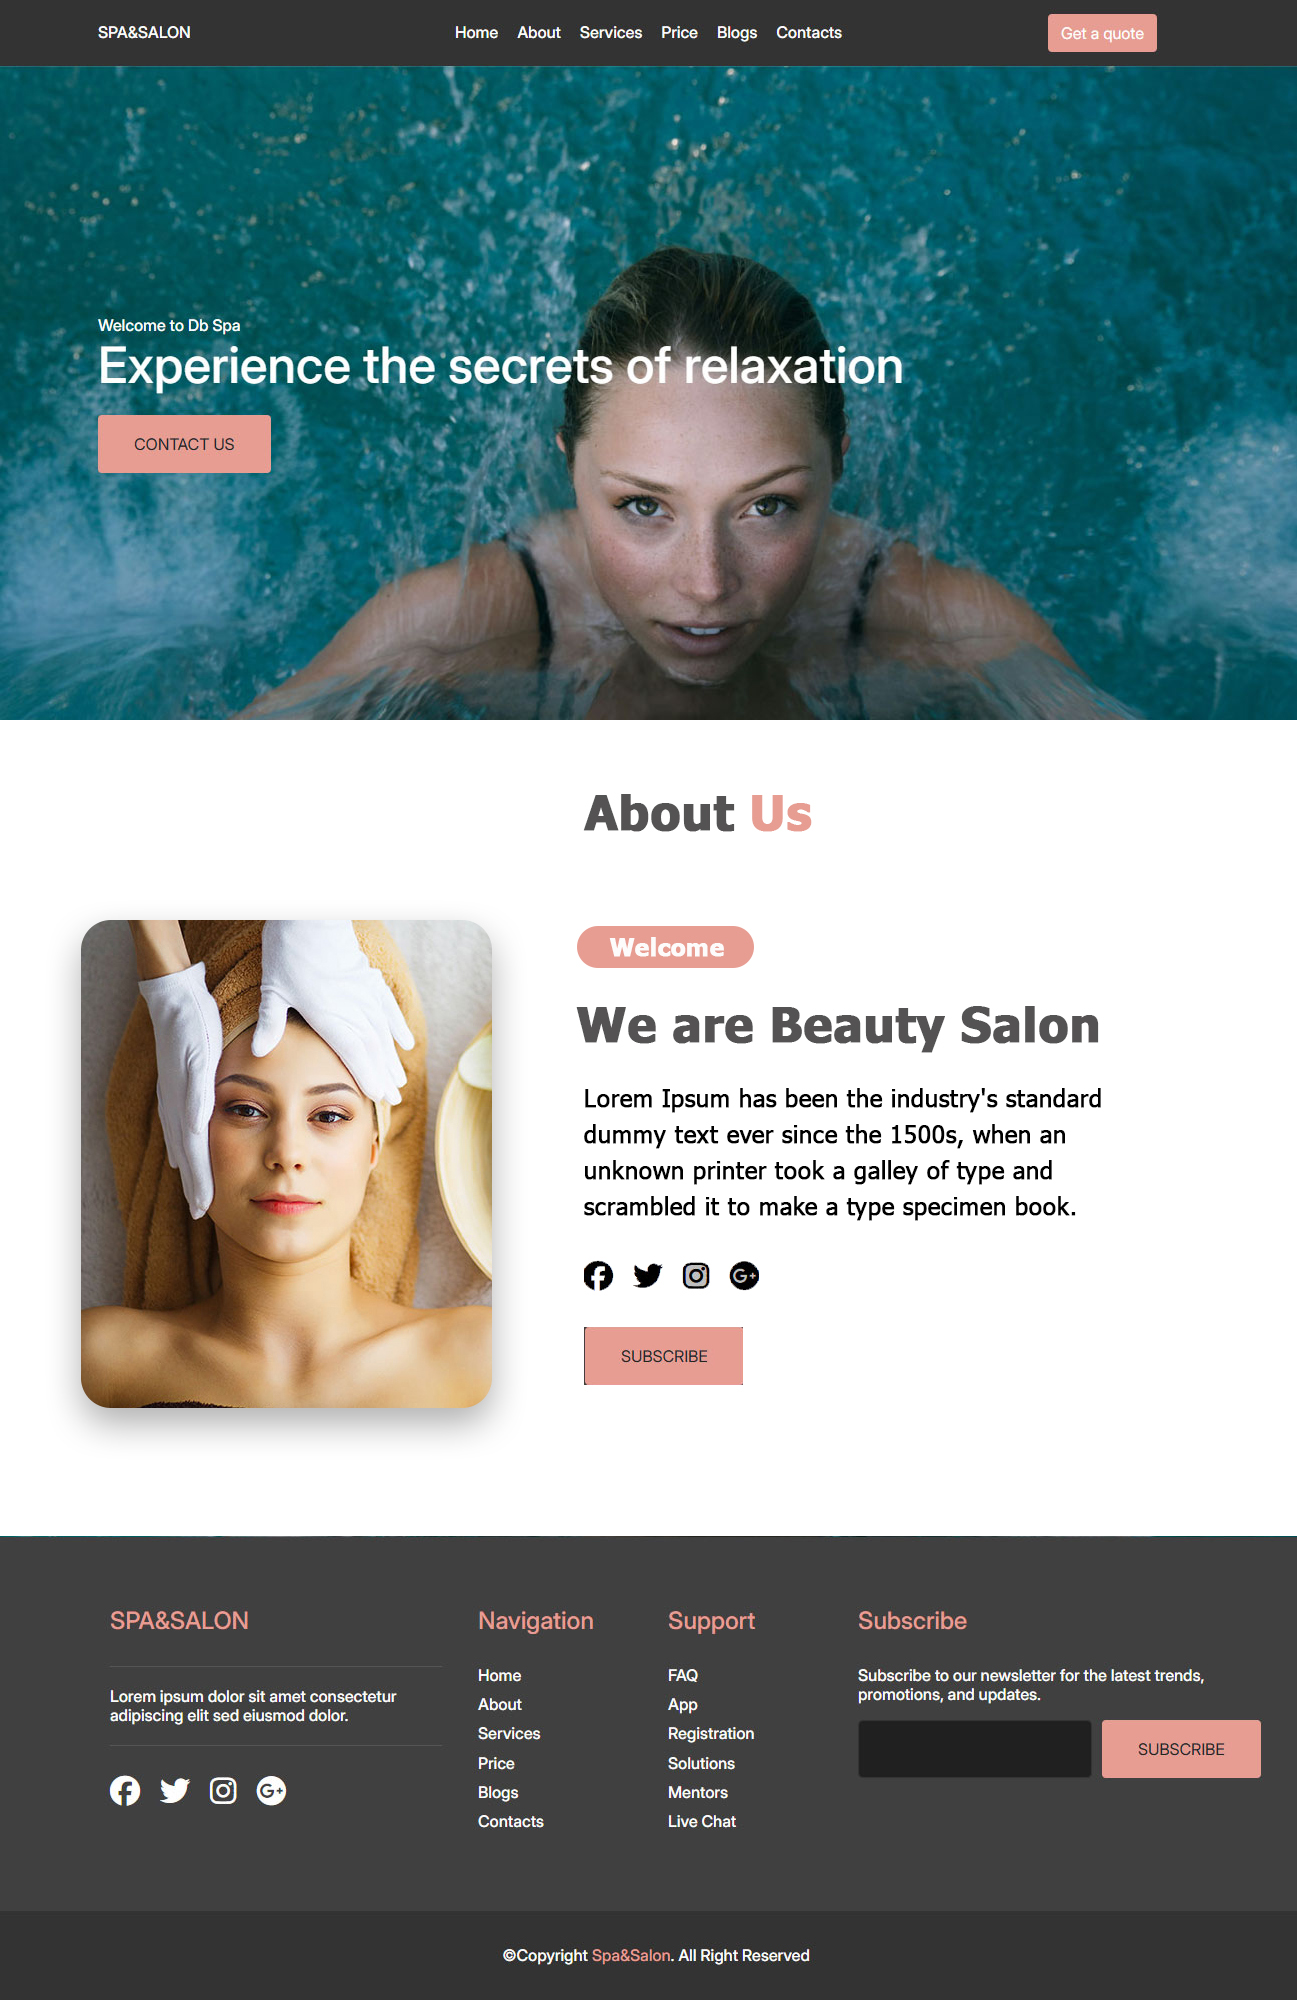 SPA&SALON
Home About Services Price Blogs Contacts
Get a quote
Welcome to Db Spa
Experience the secrets of relaxation
CONTACT US
About Us
Welcome
We are Beauty Salon
Lorem Ipsum has been the industry's standard
dummy text ever since the 1500s, when an
unknown printer took a galley of type and
scrambled it to make a type specimen book.
SUBSCRIBE
SPA&SALON
Lorem ipsum dolor sit amet consectetur
adipiscing elit sed eiusmod dolor.
Navigation
Home
About
Services
Price
Blogs
Contacts
Support
FAQ
App
Registration
Solutions
Mentors
Live Chat
Subscribe
Subscribe to our newsletter for the latest trends,
promotions, and updates.
SUBSCRIBE
©Copyright Spa&Salon. All Right Reserved